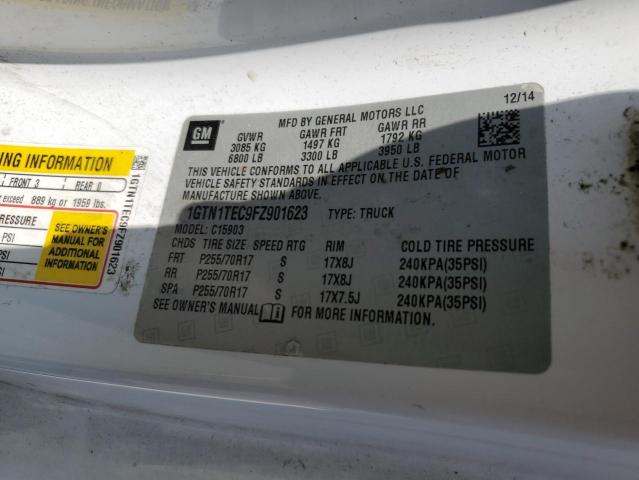 12/14
MFD BY GENERAL MOTORS LLC
GM
GVWR GAWR FRT GAWR RR
3085 KG 1497 KG 1792 KG
6800 LB 3300 LB 3950 LB
THIS VEHICLE CONFORMS TO ALL APPLICABLE U.S. FEDERAL MOTOR
VEHICLE SAFETY STANDARDS IN EFFECT ON THE DATE OF
MANUFACTURE SHOWN ABOVE.
1GTN1TEC9FZ901623 TYPE: TRUCK
MODEL: C15903
CHDS TIRE SIZE SPEED RTG RIM COLD TIRE PRESSURE
FRT P255/70R17 S 17X8J 240KPA(35PSI)
RR P255/70R17 S 17X8J 240KPA(35PSI)
SPA P255/70R17 S 17X7.5J 240KPA(35PSI)
SEE OWNER'S MANUAL FOR MORE INFORMATION.
ING INFORMATION
FRONT 3 REAR 0
exceed 889 kg or 1959 lbs.
PRESSURE
PSI
PSI
PSI
SEE OWNER'S
MANUAL FOR
ADDITIONAL
INFORMATION
1GTN1TEC9FZ901623